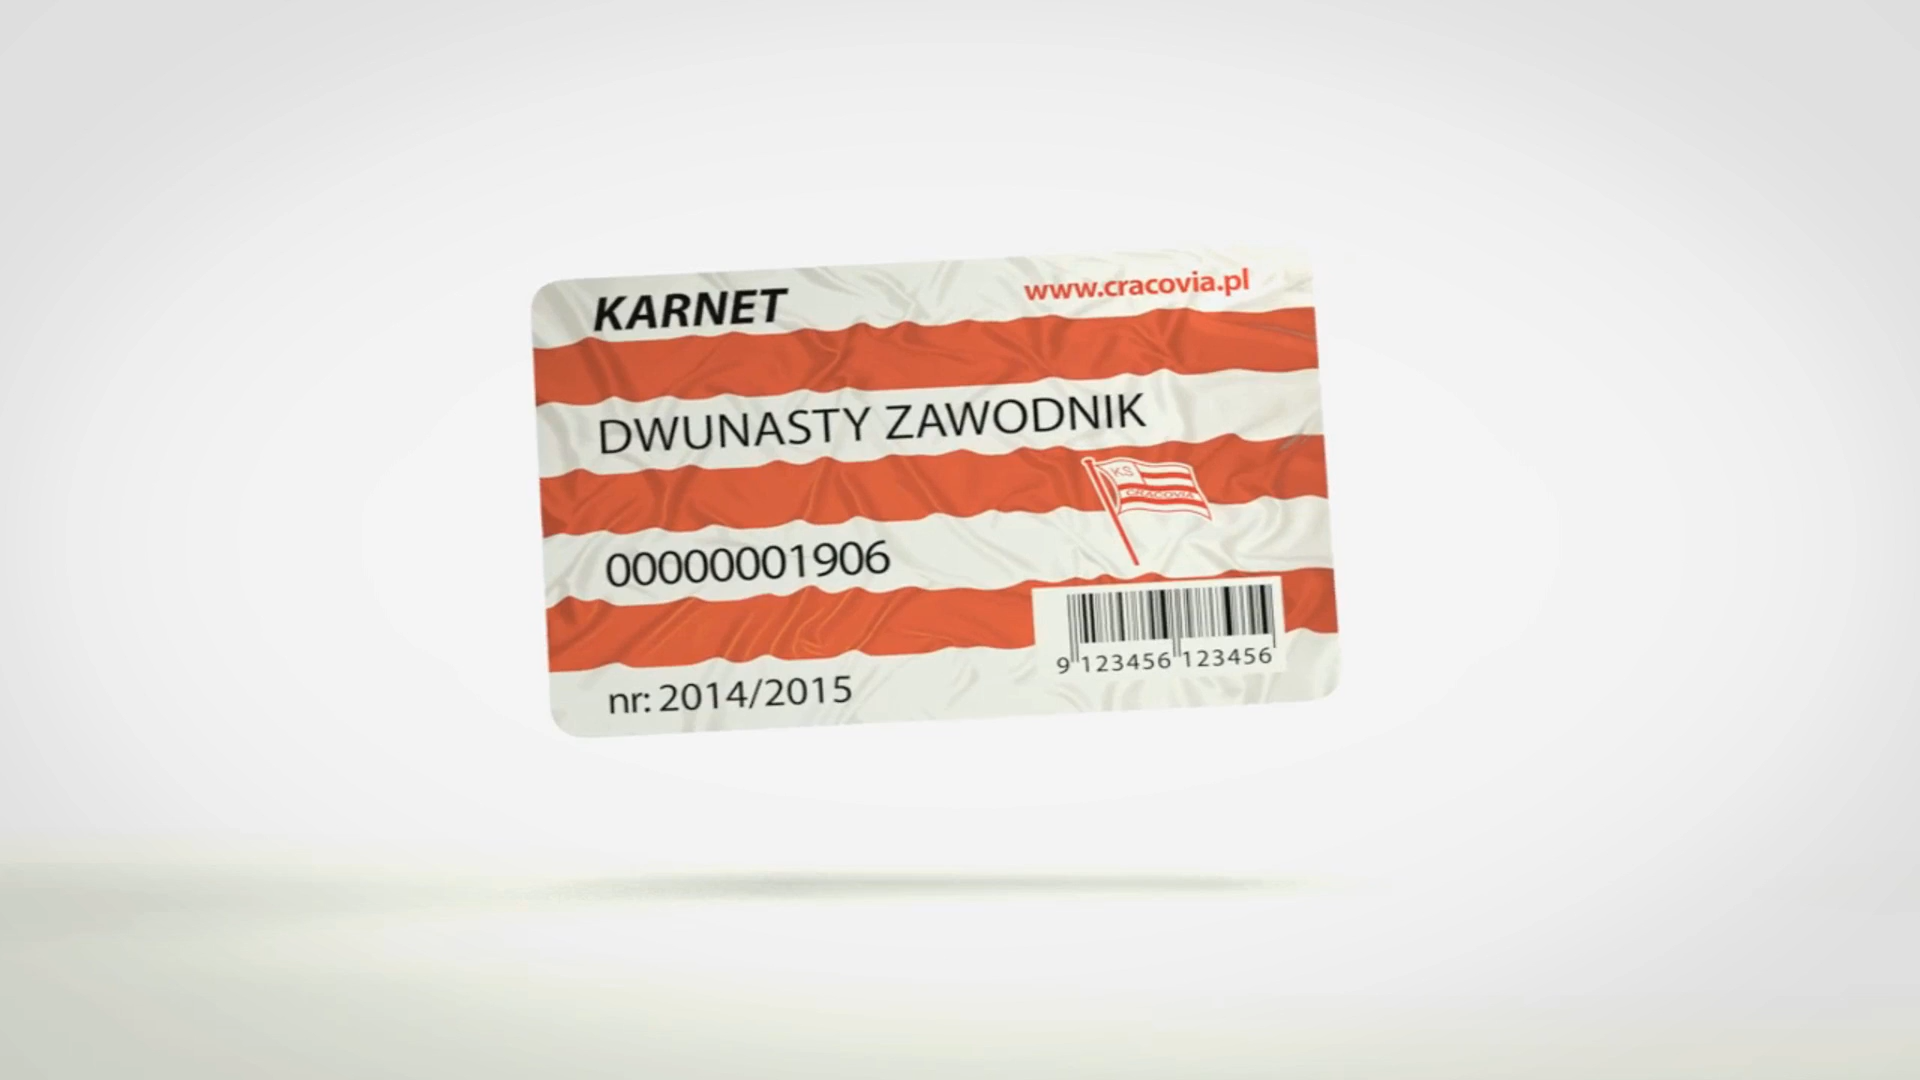 KARNET
www.cracovia.pl
DWUNASTY ZAWODNIK
KS
CRACOVIA
00000001906
9 123456 123456
nr: 2014/2015